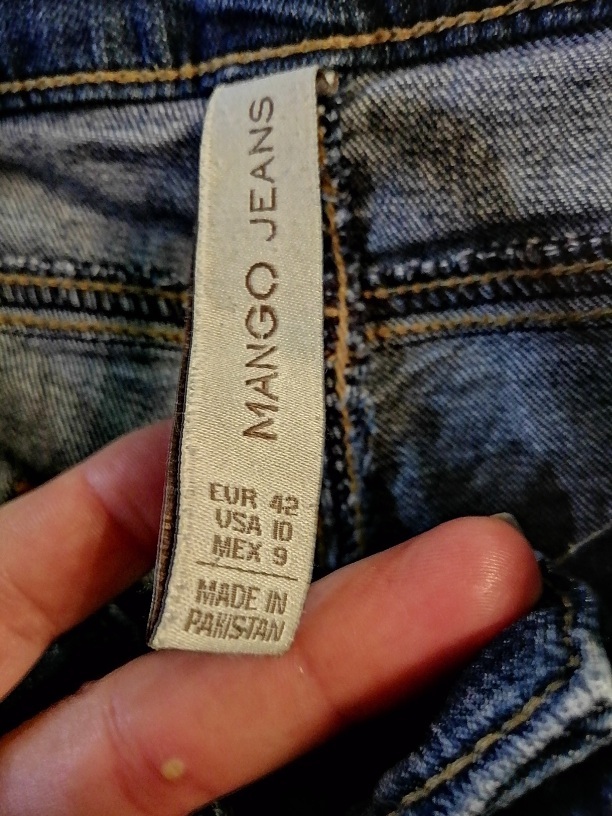 MANGO JEANS
EUR 42
USA 10
MEX 9
MADE IN
PAKISTAN